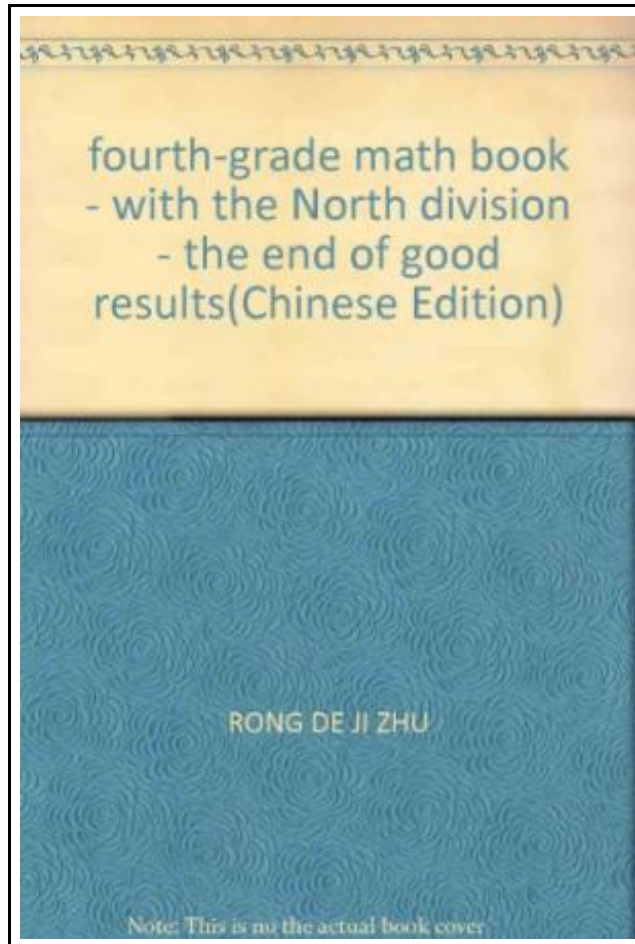 fourth-grade math book
- with the North division
- the end of good
results(Chinese Edition)
RONG DE JI ZHU
Note: This is no the actual book cover